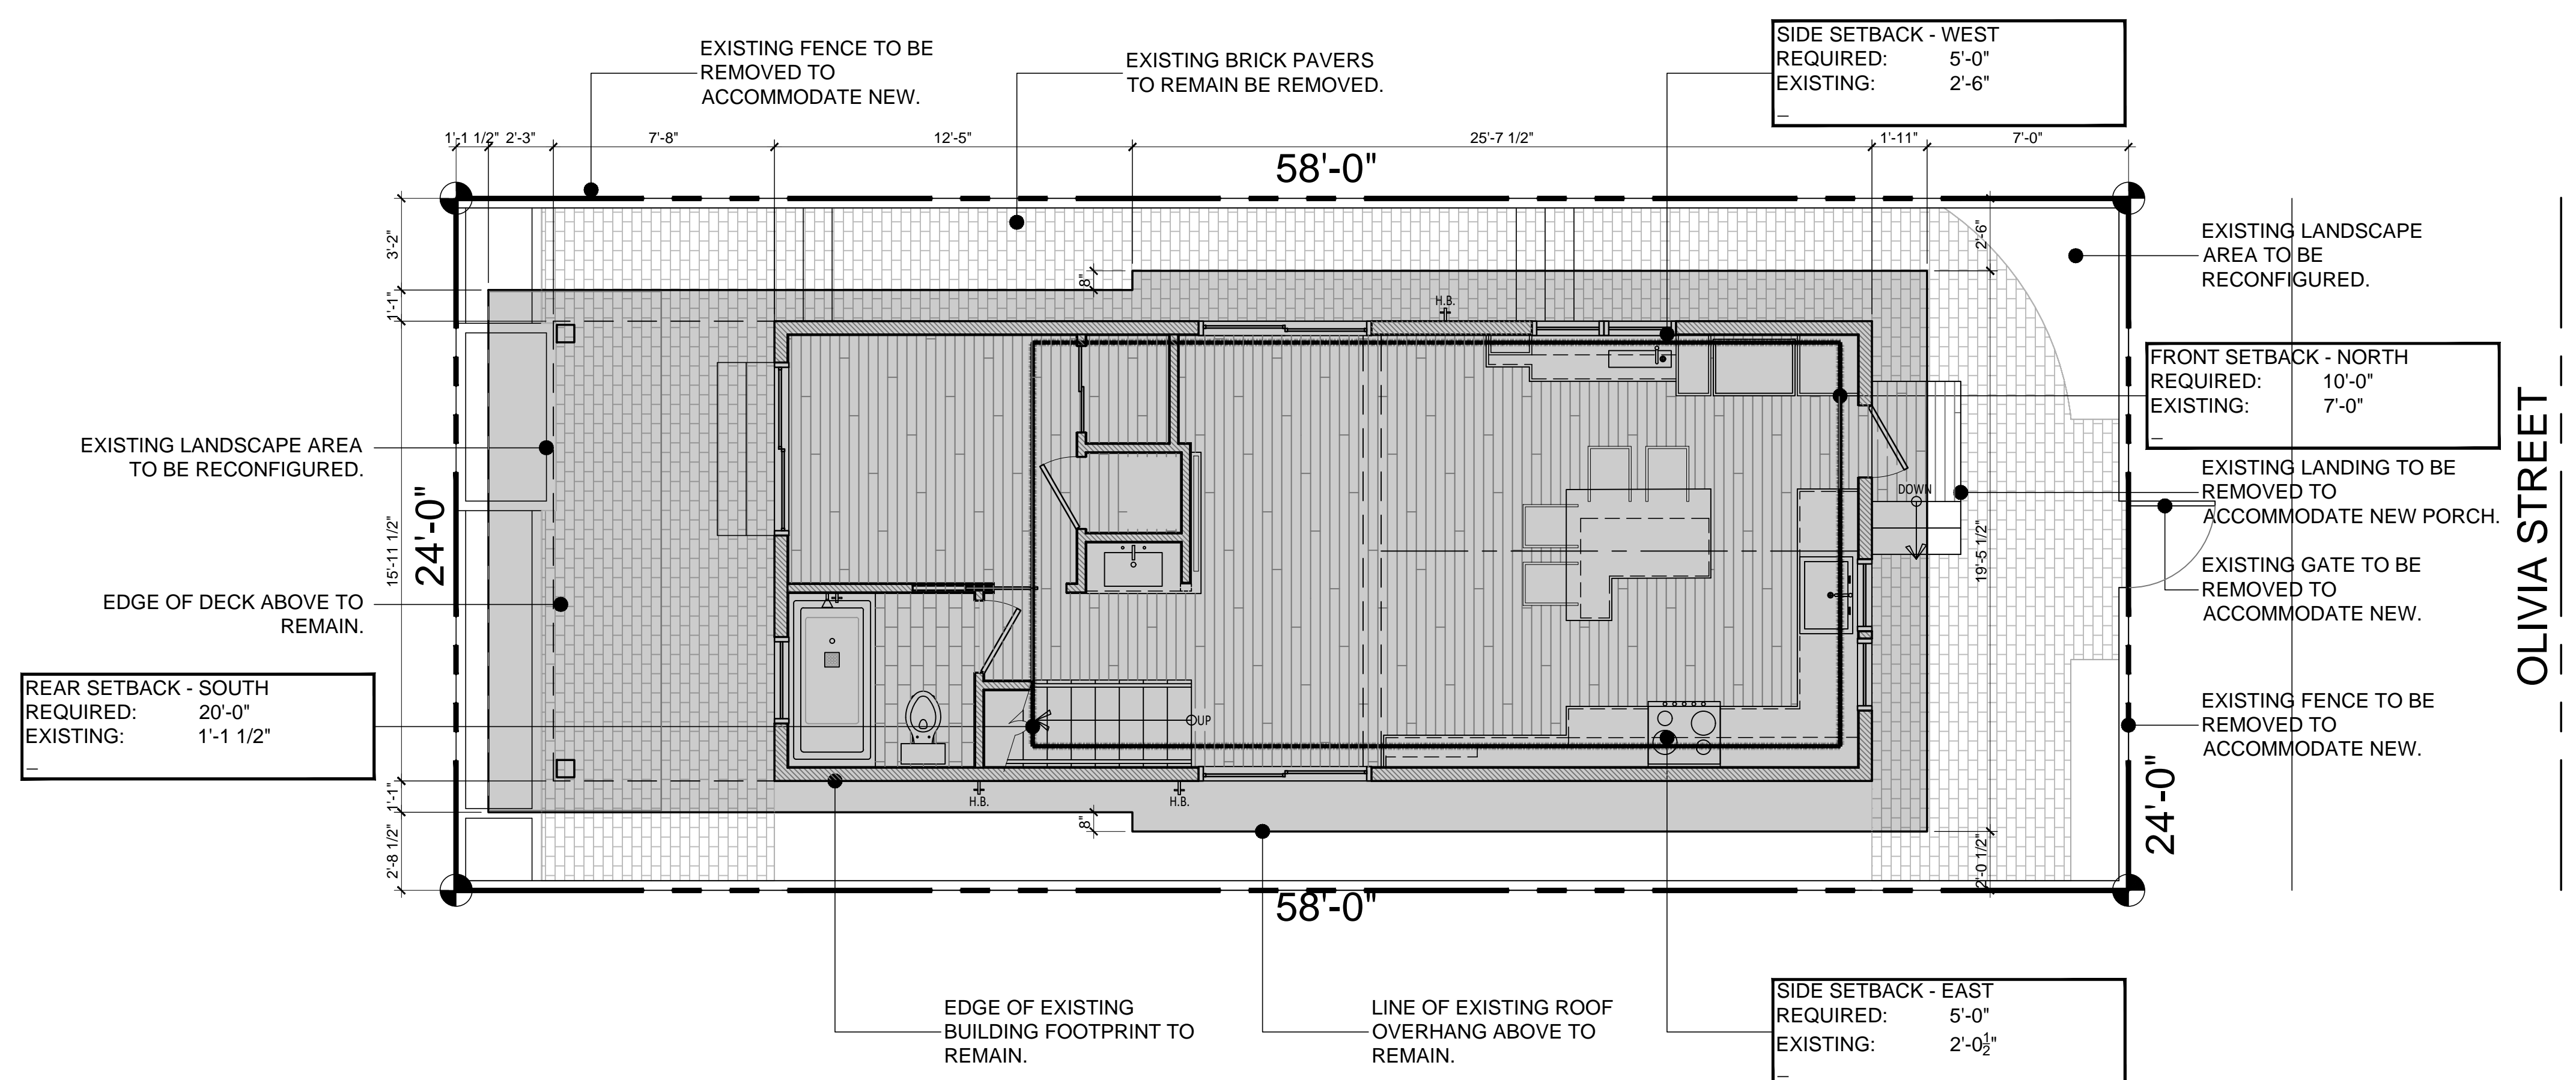 EXISTING FENCE TO BE
REMOVED TO
ACCOMMODATE NEW.
EXISTING BRICK PAVERS
TO REMAIN BE REMOVED.
SIDE SETBACK - WEST
REQUIRED: 5'-0"
EXISTING: 2'-6"
_
1'-1 1/2" 2'-3" 7'-8" 12'-5" 25'-7 1/2" 1'-11" 7'-0"
58'-0"
3'-2"
1'-1"
15'-11 1/2"
1'-1"
2'-8 1/2"
24'-0"
8"
8"
2'-6"
19'-5 1/2"
2'-0 1/2"
H.B.
DOWN
UP
H.B.
H.B.
EXISTING LANDSCAPE AREA
TO BE RECONFIGURED.
EDGE OF DECK ABOVE TO
REMAIN.
REAR SETBACK - SOUTH
REQUIRED: 20'-0"
EXISTING: 1'-1 1/2"
_
EXISTING LANDSCAPE
AREA TO BE
RECONFIGURED.
FRONT SETBACK - NORTH
REQUIRED: 10'-0"
EXISTING: 7'-0"
_
EXISTING LANDING TO BE
REMOVED TO
ACCOMMODATE NEW PORCH.
EXISTING GATE TO BE
REMOVED TO
ACCOMMODATE NEW.
EXISTING FENCE TO BE
REMOVED TO
ACCOMMODATE NEW.
24'-0"
OLIVIA STREET
58'-0"
EDGE OF EXISTING
BUILDING FOOTPRINT TO
REMAIN.
LINE OF EXISTING ROOF
OVERHANG ABOVE TO
REMAIN.
SIDE SETBACK - EAST
REQUIRED: 5'-0"
EXISTING: 2'-0½"
_